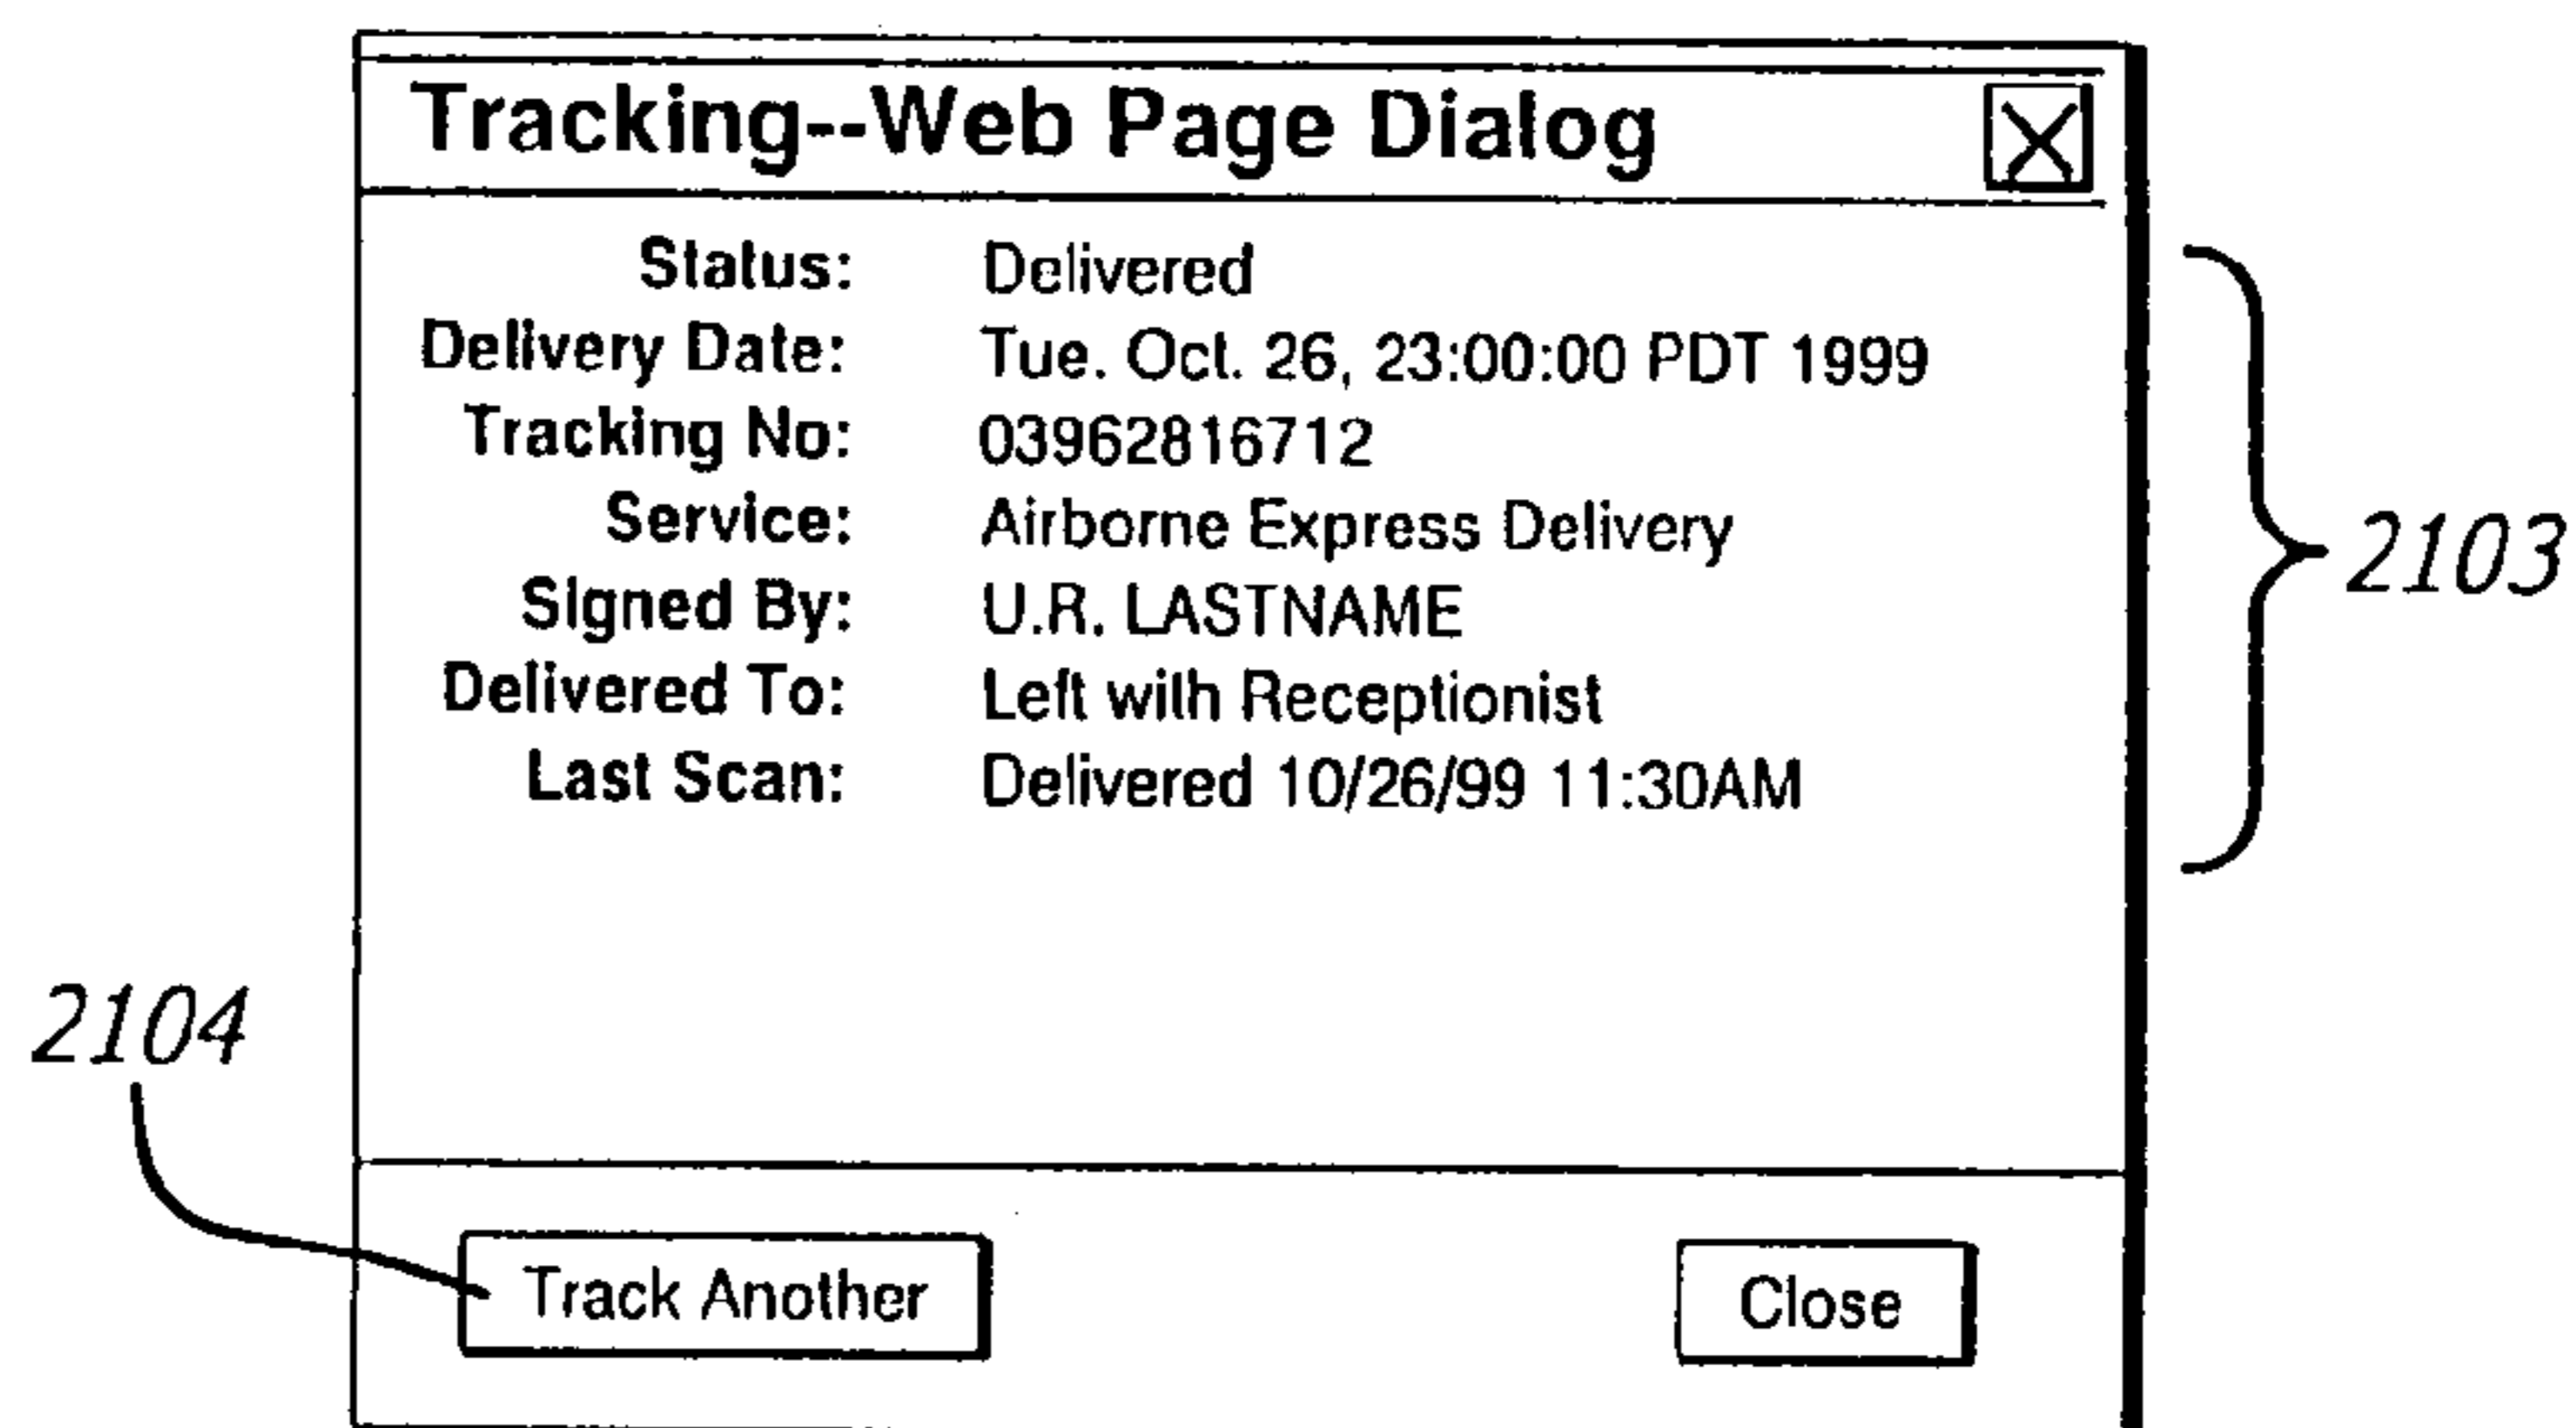 Tracking--Web Page Dialog
Status: Delivered
Delivery Date: Tue. Oct. 26, 23:00:00 PDT 1999
Tracking No: 03962816712
Service: Airborne Express Delivery
Signed By: U.R. LASTNAME
Delivered To: Left with Receptionist
Last Scan: Delivered 10/26/99 11:30AM
2103
2104
Track Another Close